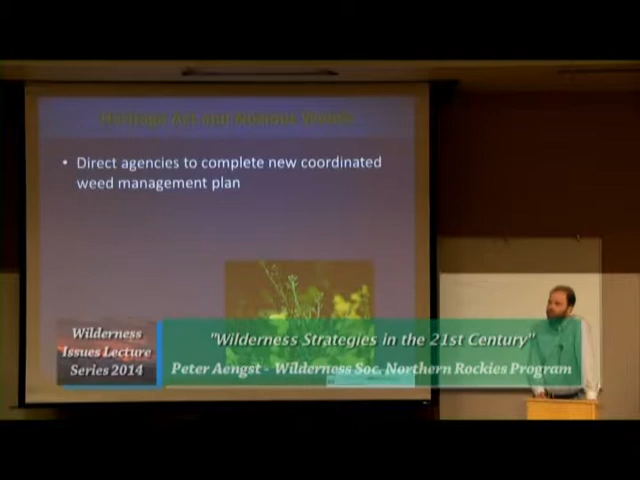 Heritage Act and Noxious Weeds
• Direct agencies to complete new coordinated
weed management plan
Wilderness
Issues Lecture
Series 2014
"Wilderness Strategies in the 21st Century"
Peter Aengst - Wilderness Soc. Northern Rockies Program